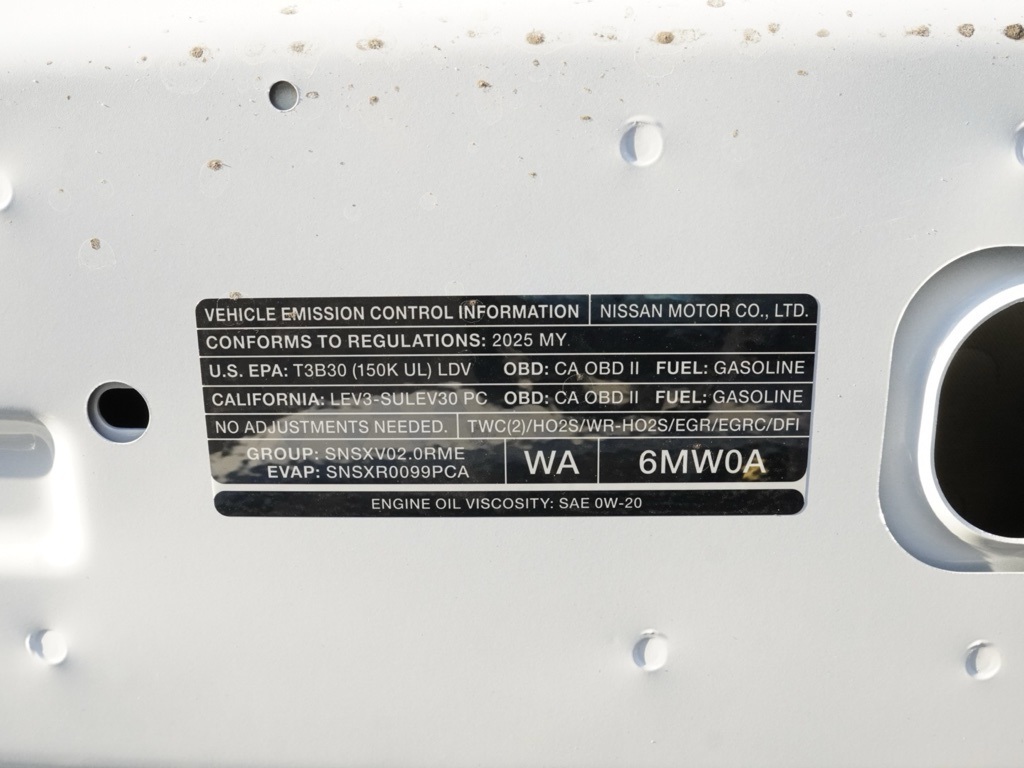 VEHICLE EMISSION CONTROL INFORMATION NISSAN MOTOR CO., LTD.
CONFORMS TO REGULATIONS: 2025 MY
U.S. EPA: T3B30 (150K UL) LDV OBD: CA OBD II FUEL: GASOLINE
CALIFORNIA: LEV3-SULEV30 PC OBD: CA OBD II FUEL: GASOLINE
NO ADJUSTMENTS NEEDED. TWC(2)/HO2S/WR-HO2S/EGR/EGRC/DFI
GROUP: SNSXV02.0RME
EVAP: SNSXR0099PCA
WA
6MW0A
ENGINE OIL VISCOSITY: SAE 0W-20